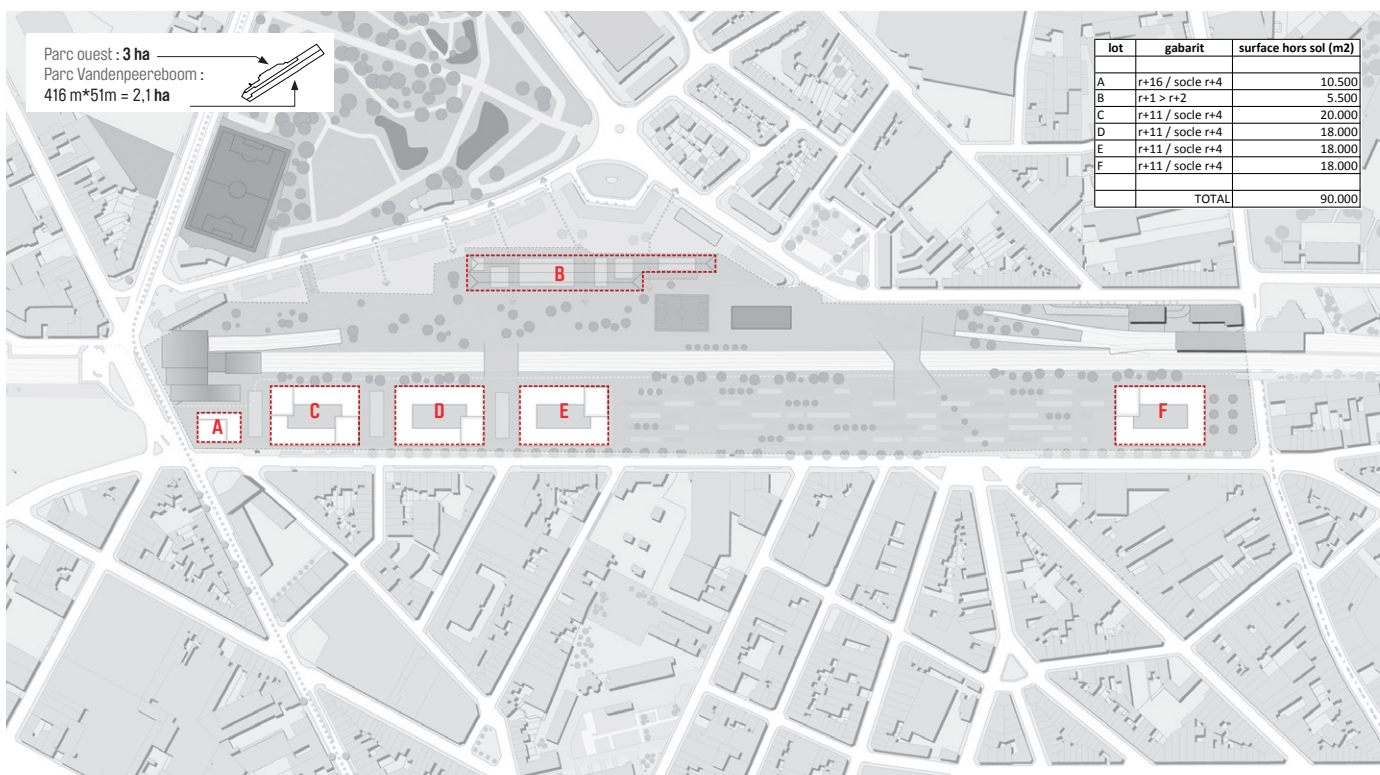 Parc ouest : 3 ha
Parc Vandenpeereboom :
416 m*51m = 2,1 ha
lot gabarit surface hors sol (m2)
A r+16 / socle r+4 10.500
B r+1 > r+2 5.500
C r+11 / socle r+4 20.000
D r+11 / socle r+4 18.000
E r+11 / socle r+4 18.000
F r+11 / socle r+4 18.000
TOTAL 90.000
B
A
C
D
E
F